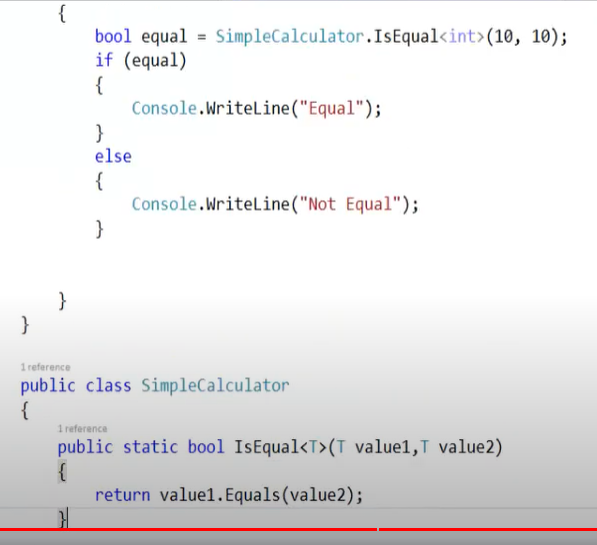 {
bool equal = SimpleCalculator.IsEqual<int>(10, 10);
if (equal)
{
Console.WriteLine("Equal");
}
else
{
Console.WriteLine("Not Equal");
}
}
}
1 reference
public class SimpleCalculator
{
1 reference
public static bool IsEqual<T>(T value1,T value2)
{
return value1.Equals(value2);
}